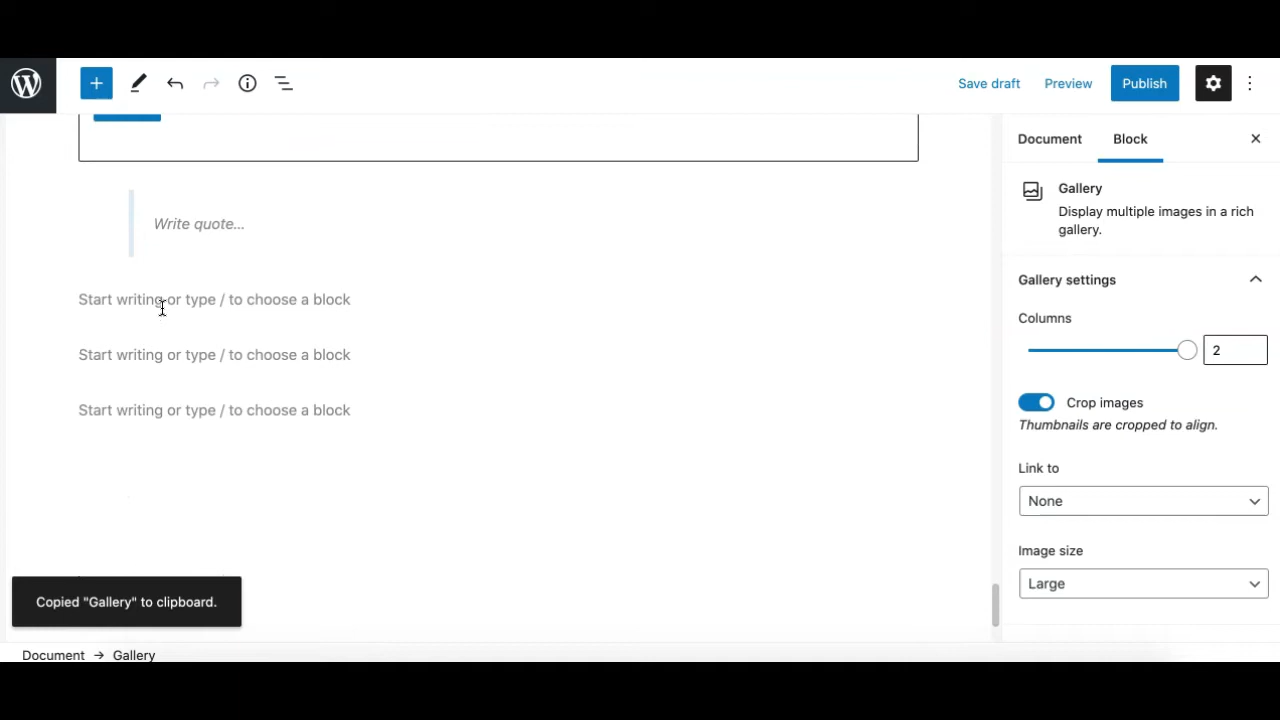 Save draft
Preview
Publish
Document
Block
Gallery
Display multiple images in a rich
gallery.
Write quote...
Gallery settings
Start writing or type / to choose a block
Columns
2
Start writing or type / to choose a block
Crop images
Thumbnails are cropped to align.
Start writing or type / to choose a block
Link to
None
Image size
Large
Copied "Gallery" to clipboard.
Document → Gallery